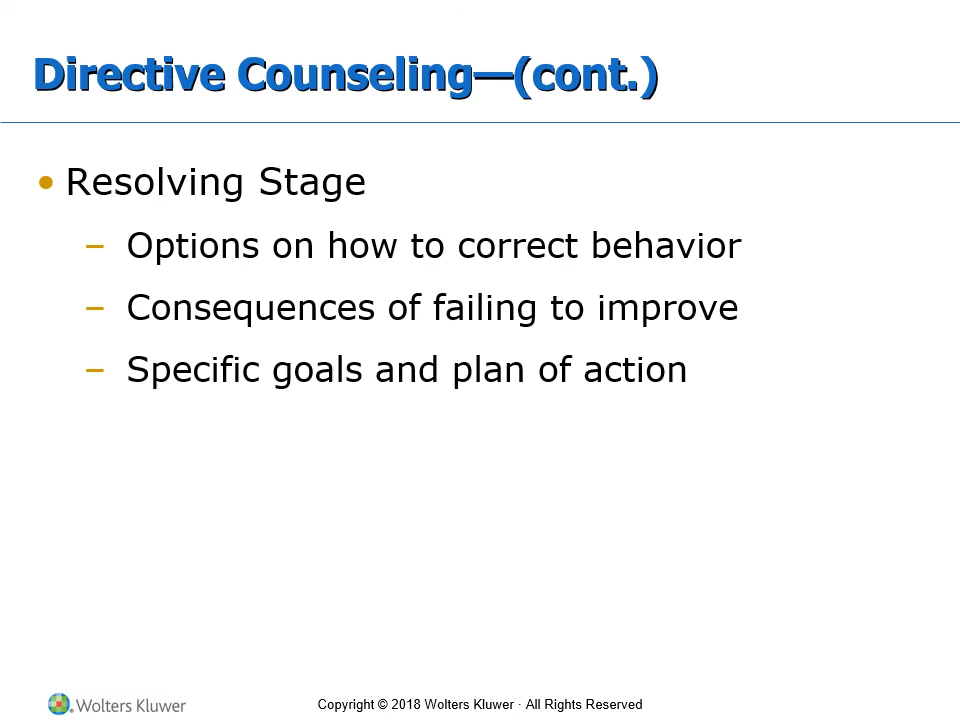 Directive Counseling—(cont.)
• Resolving Stage
– Options on how to correct behavior
– Consequences of failing to improve
– Specific goals and plan of action
Wolters Kluwer
Copyright © 2018 Wolters Kluwer · All Rights Reserved